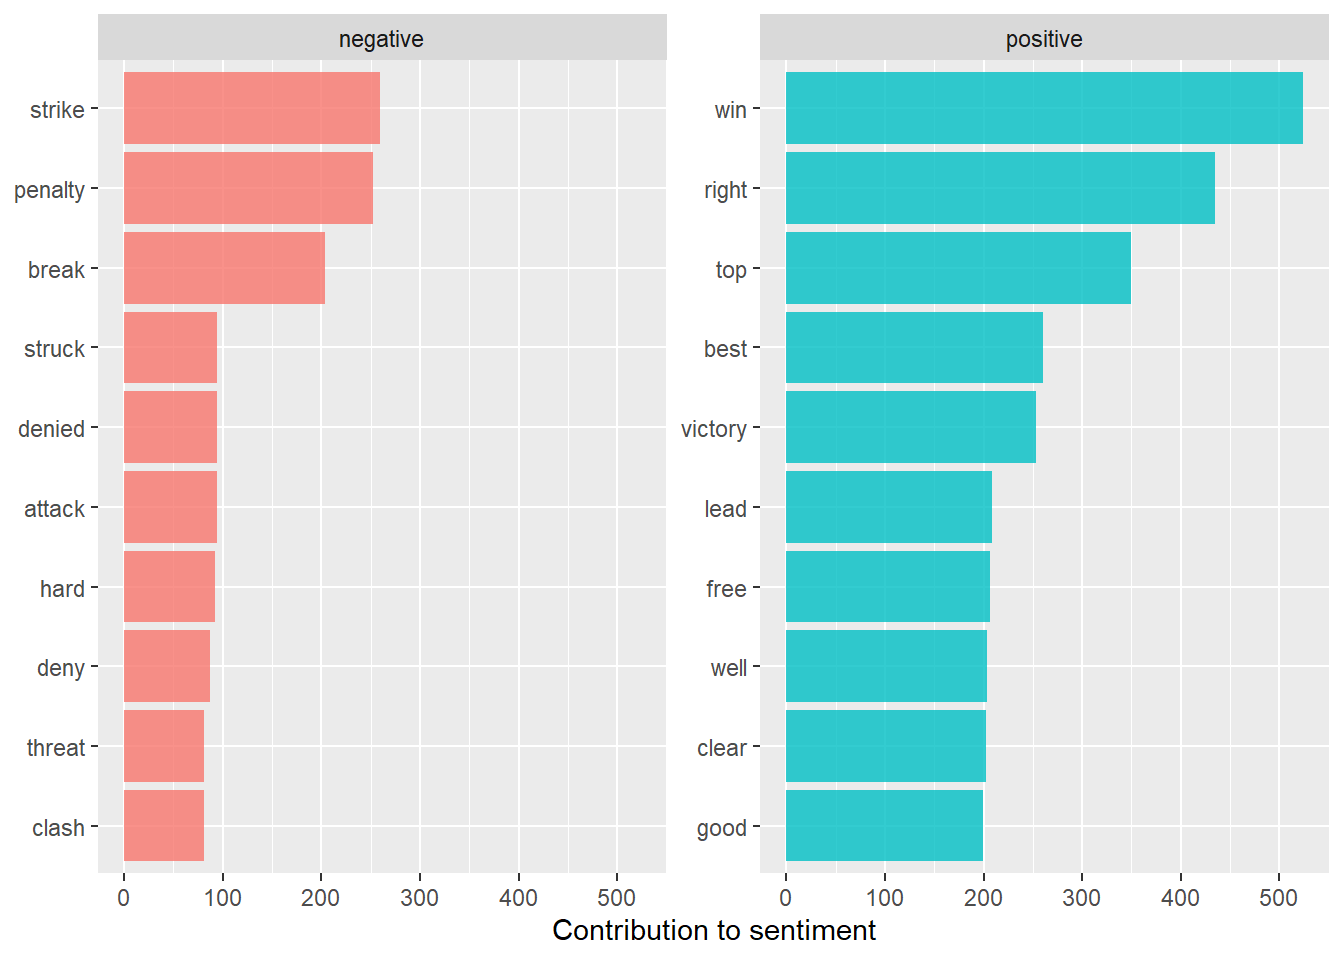 negative
strike
penalty
break
struck
denied
attack
hard
deny
threat
clash
0 100 200 300 400 500
positive
win
right
top
best
victory
lead
free
well
clear
good
0 100 200 300 400 500
Contribution to sentiment